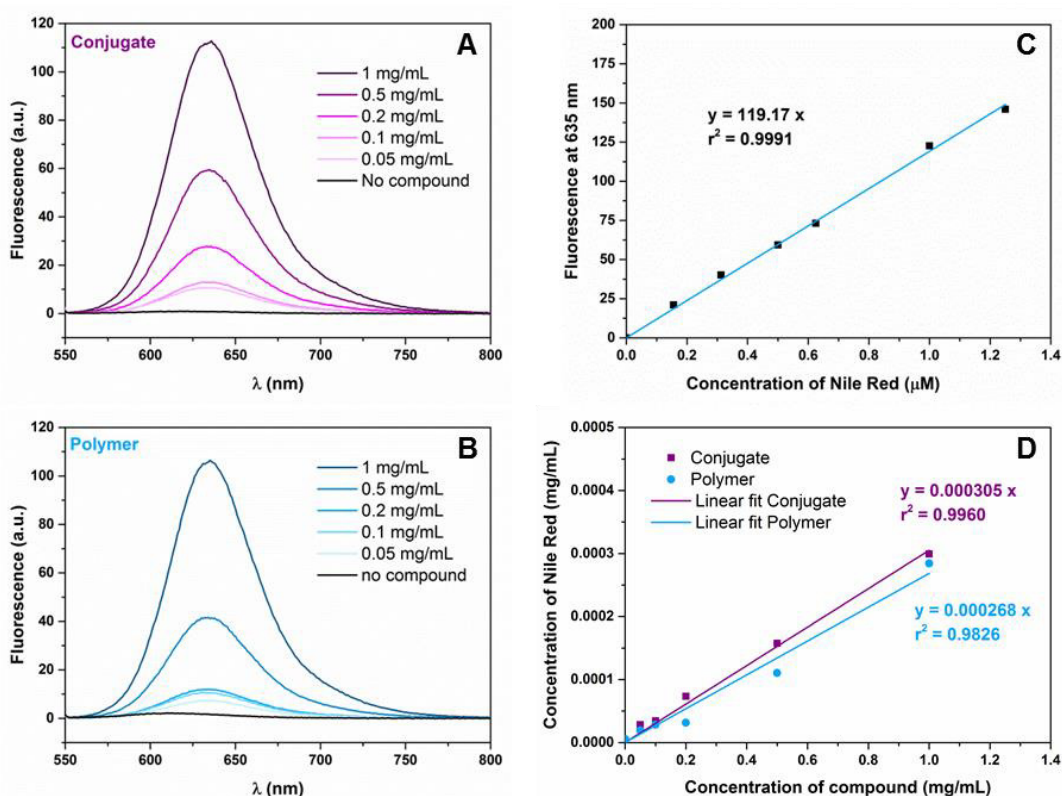 Conjugate
A
1 mg/mL
0.5 mg/mL
0.2 mg/mL
0.1 mg/mL
0.05 mg/mL
No compound
Fluorescence (a.u.)
120
100
80
60
40
20
0
550 600 650 700 750 800
λ (nm)
C
y = 119.17 x
r² = 0.9991
Fluorescence at 635 nm
200
175
150
125
100
75
50
25
0
0.0 0.2 0.4 0.6 0.8 1.0 1.2 1.4
Concentration of Nile Red (μM)
Polymer
B
1 mg/mL
0.5 mg/mL
0.2 mg/mL
0.1 mg/mL
0.05 mg/mL
no compound
Fluorescence (a.u.)
120
100
80
60
40
20
0
550 600 650 700 750 800
λ (nm)
D
Conjugate
Polymer
Linear fit Conjugate
Linear fit Polymer
y = 0.000305 x
r² = 0.9960
y = 0.000268 x
r² = 0.9826
Concentration of Nile Red (mg/mL)
0.0005
0.0004
0.0003
0.0002
0.0001
0.0000
0.0 0.2 0.4 0.6 0.8 1.0 1.2 1.4
Concentration of compound (mg/mL)